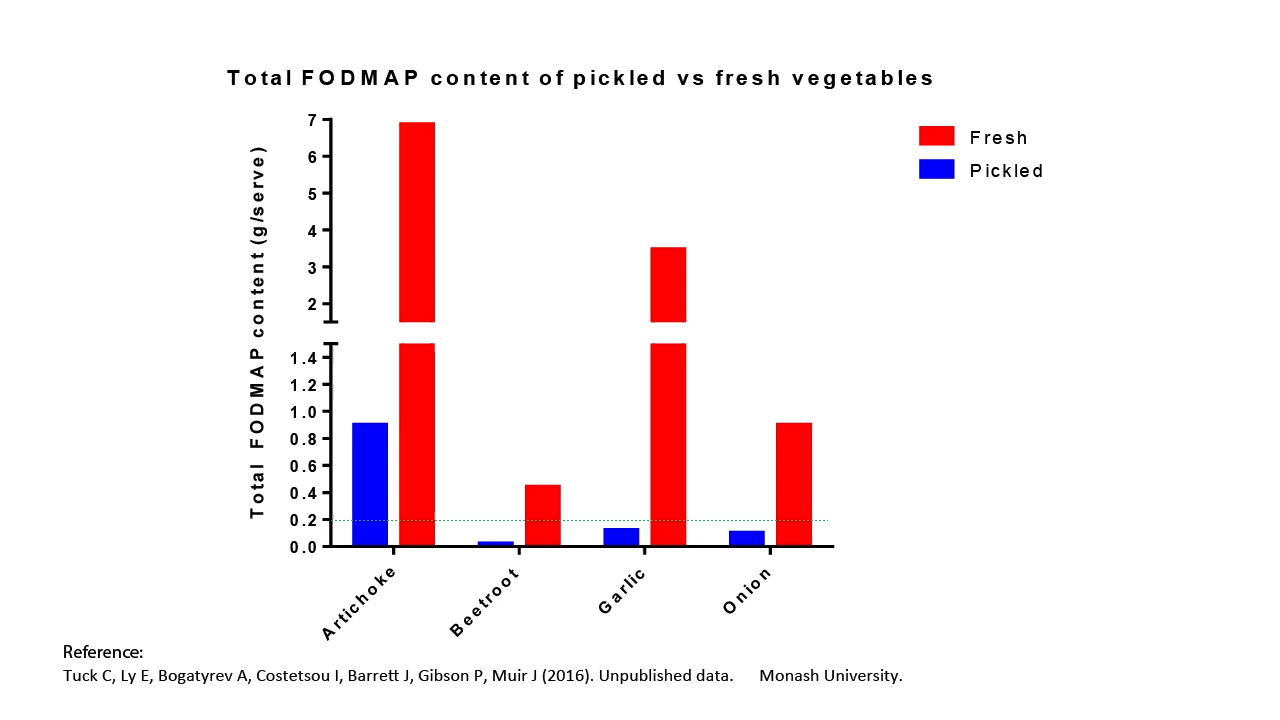 Total FODMAP content of pickled vs fresh vegetables
Total FODMAP content (g/serve)
7
6
5
4
3
2
1.4
1.2
1.0
0.8
0.6
0.4
0.2
0.0
Artichoke
Beetroot
Garlic
Onion
Fresh
Pickled
Reference:
Tuck C, Ly E, Bogatyrev A, Costetsou I, Barrett J, Gibson P, Muir J (2016). Unpublished data. Monash University.